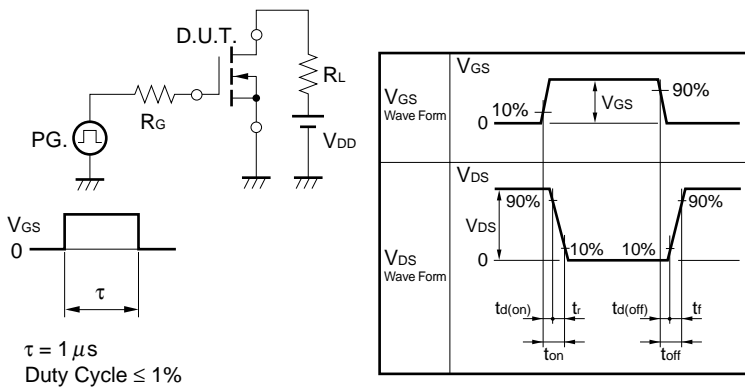 D.U.T.
RL
RG
PG.
VDD
VGS
0
τ
τ = 1 μs
Duty Cycle ≤ 1%
VGS
Wave Form
VGS
10%
VGS
90%
0
VDS
Wave Form
VDS
90%
VDS
90%
10%
10%
0
td(on)
tr
td(off)
tf
ton
toff